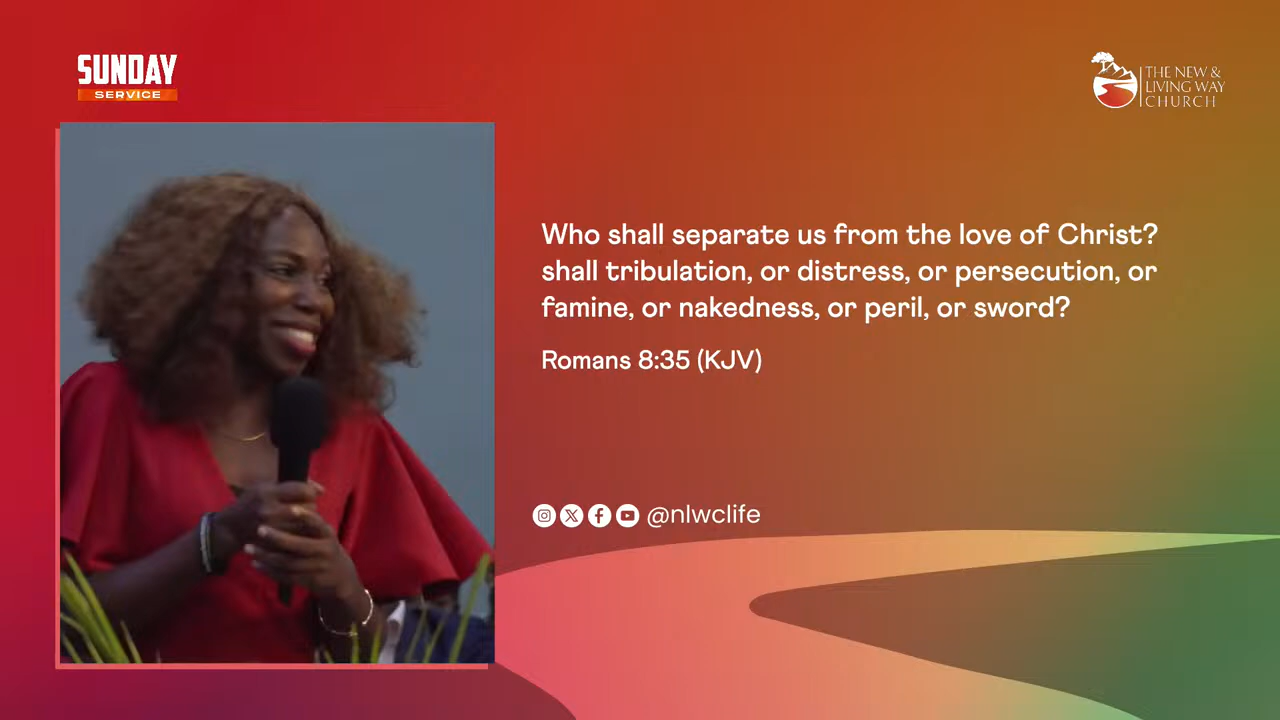 SUNDAY
SERVICE
THE NEW &
LIVING WAY
CHURCH
Who shall separate us from the love of Christ?
shall tribulation, or distress, or persecution, or
famine, or nakedness, or peril, or sword?
Romans 8:35 (KJV)
@nlwclife